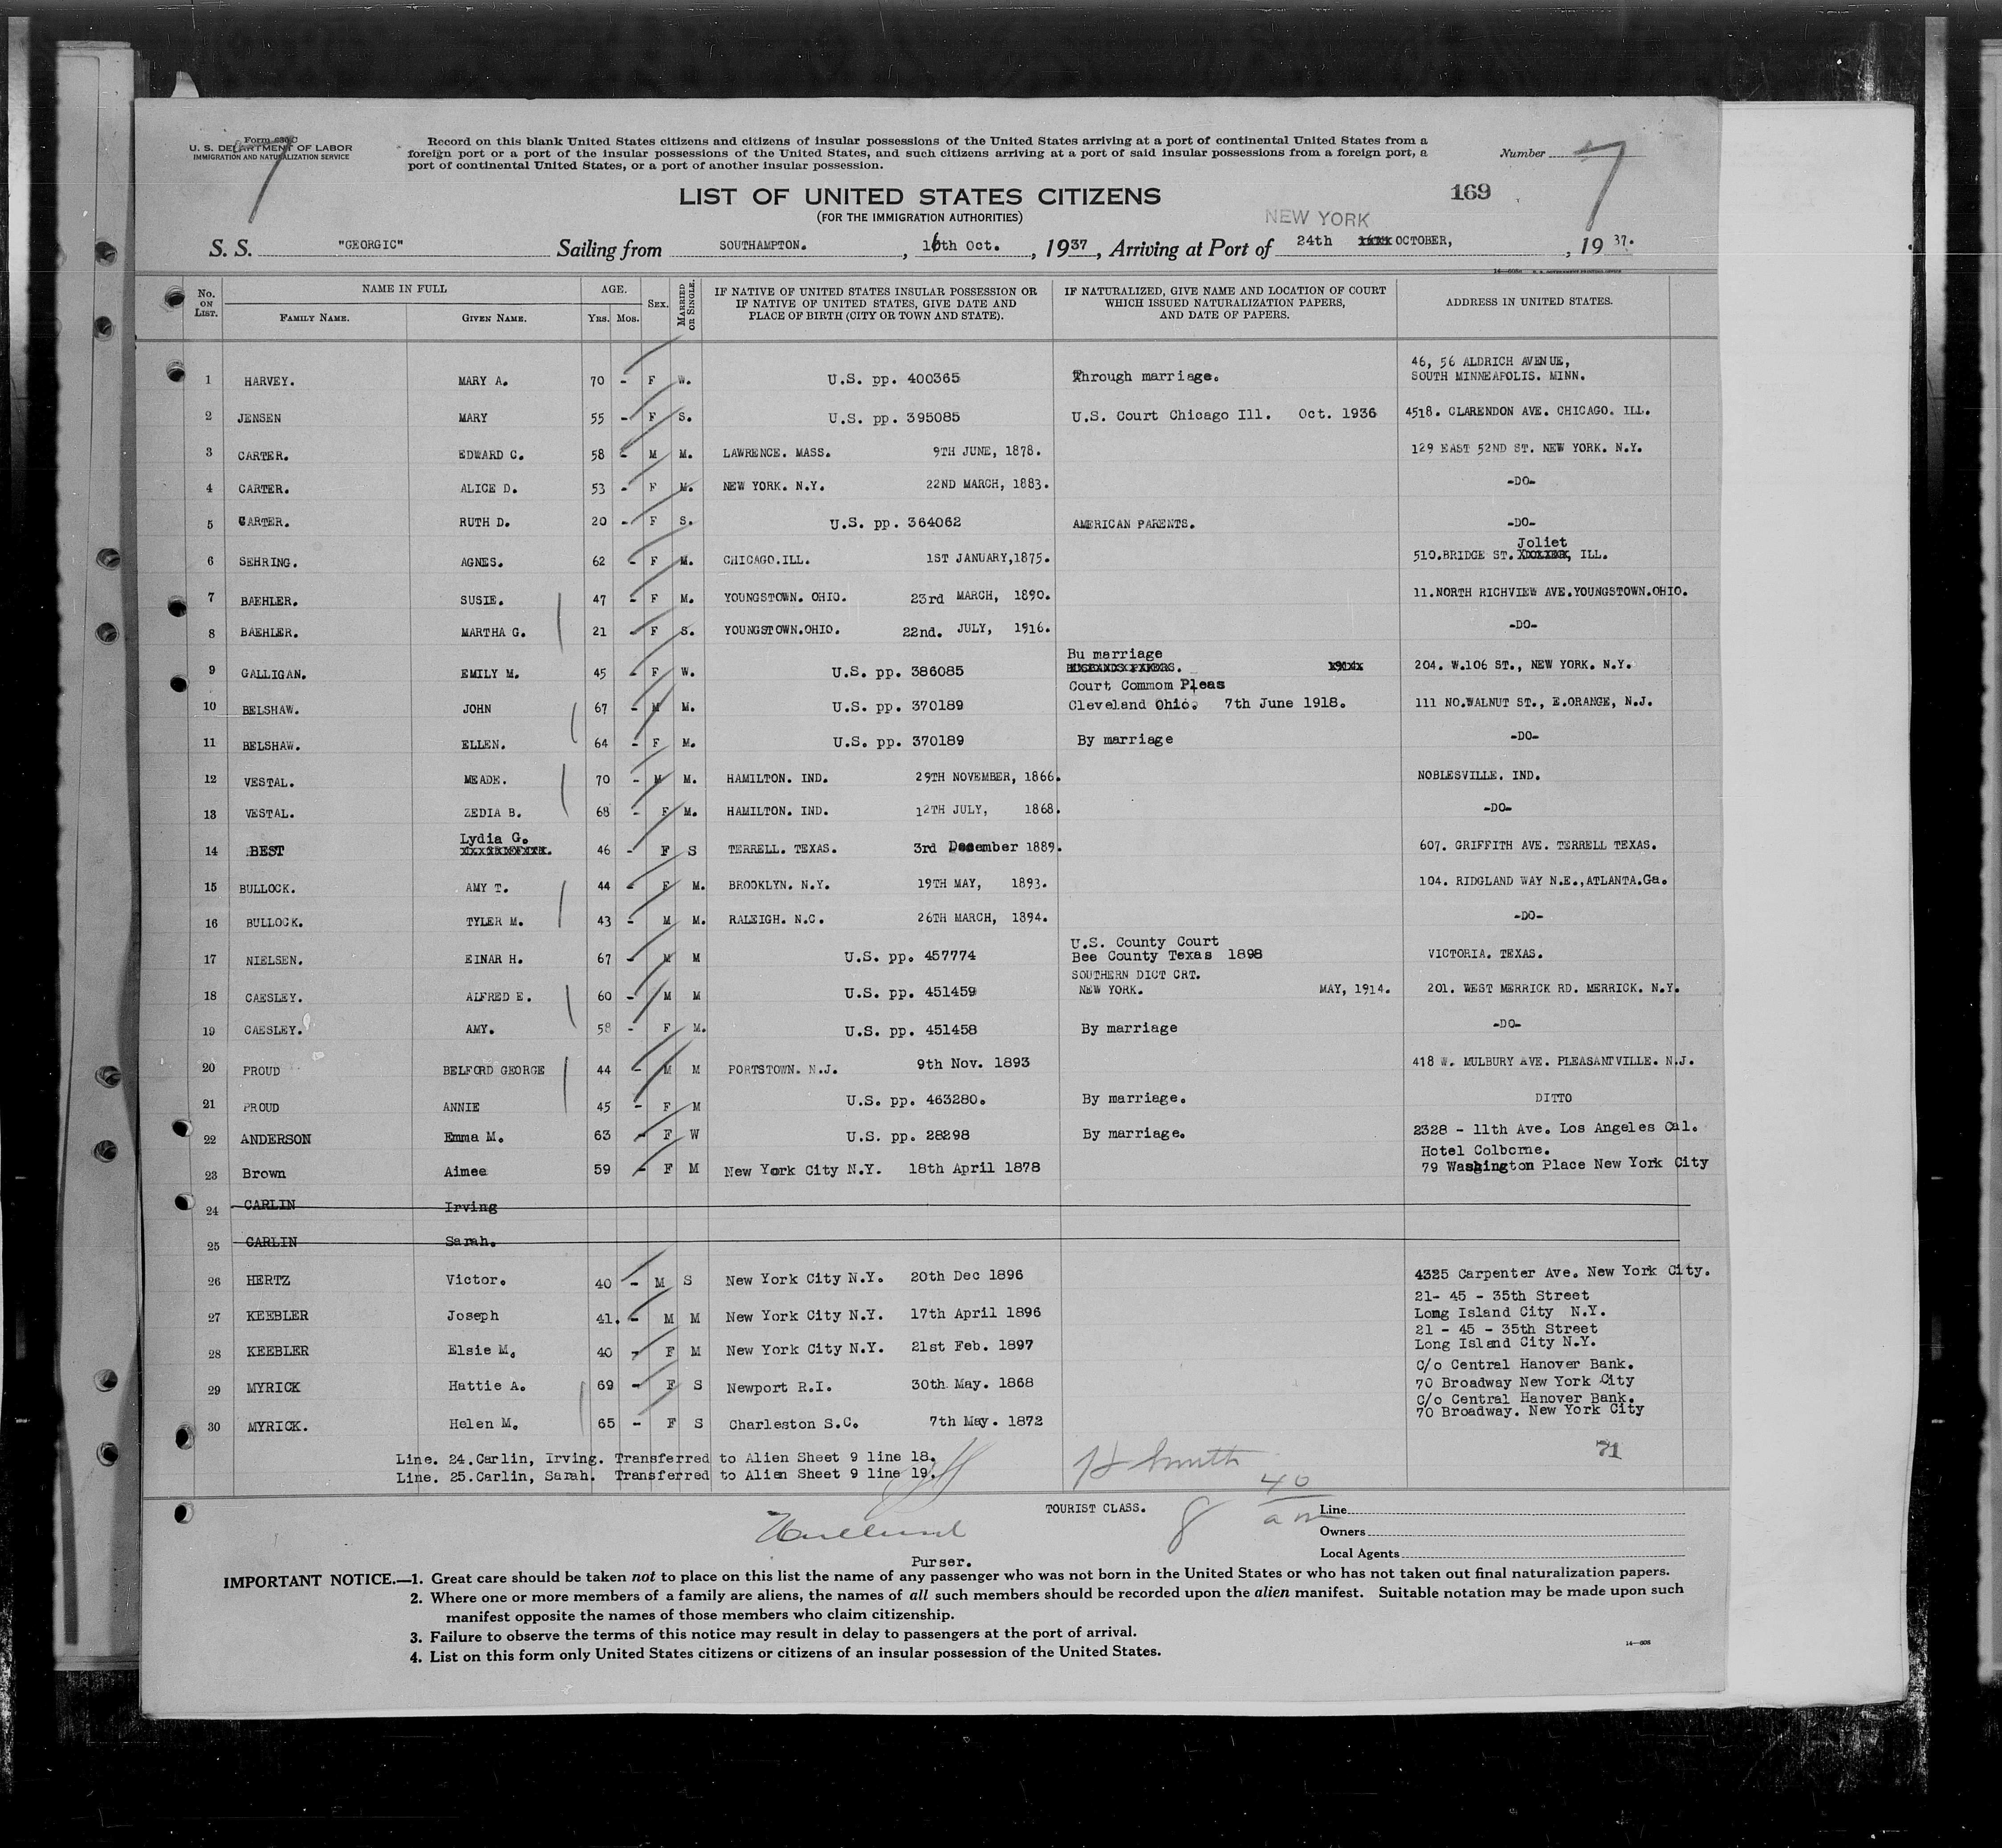 Form 630 C
U. S. DEPARTMENT OF LABOR
IMMIGRATION AND NATURALIZATION SERVICE
7
Record on this blank United States citizens and citizens of insular possessions of the United States arriving at a port of continental United States from a
foreign port or a port of the insular possessions of the United States, and such citizens arriving at a port of said insular possessions from a foreign port, a
port of continental United States, or a port of another insular possession.
Number 7
LIST OF UNITED STATES CITIZENS
169
(FOR THE IMMIGRATION AUTHORITIES)
NEW YORK
S. S. "GEORGIC" Sailing from SOUTHAMPTON. , 16th Oct. , 1937 , Arriving at Port of 24th OCTOBER, , 1937.
No. ON LIST. NAME IN FULL FAMILY NAME. GIVEN NAME. AGE. YRS. MOS. SEX. MARRIED OR SINGLE. IF NATIVE OF UNITED STATES INSULAR POSSESSION OR IF NATIVE OF UNITED STATES, GIVE DATE AND PLACE OF BIRTH (CITY OR TOWN AND STATE). IF NATURALIZED, GIVE NAME AND LOCATION OF COURT WHICH ISSUED NATURALIZATION PAPERS, AND DATE OF PAPERS. ADDRESS IN UNITED STATES.
1 HARVEY. MARY A. 70 - F W. U.S. pp. 400365 Through marriage. 46, 56 ALDRICH AVENUE, SOUTH MINNEAPOLIS. MINN.
2 JENSEN MARY 55 - F S. U.S. pp. 395085 U.S. Court Chicago Ill. Oct. 1936 4518. CLARENDON AVE. CHICAGO. ILL.
3 CARTER. EDWARD C. 58 - M M. LAWRENCE. MASS. 9TH JUNE, 1878. 129 EAST 52ND ST. NEW YORK. N.Y.
4 CARTER. ALICE D. 53 - F M. NEW YORK. N.Y. 22ND MARCH, 1883. -DO-
5 CARTER. RUTH D. 20 - F S. U.S. pp. 364062 AMERICAN PARENTS. -DO-
6 SEHRING. AGNES. 62 - F M. CHICAGO.ILL. 1ST JANUARY,1875. 510.BRIDGE ST. Joliet, ILL.
7 BAEHLER. SUSIE. 47 - F M. YOUNGSTOWN. OHIO. 23rd MARCH, 1890. 11.NORTH RICHVIEW AVE.YOUNGSTOWN.OHIO.
8 BAEHLER. MARTHA G. 21 - F S. YOUNGSTOWN.OHIO. 22nd. JULY, 1916. -DO-
9 GALLIGAN. EMILY M. 45 - F W. U.S. pp. 386085 Bu marriage HUSBANDS PAPERS. 204. W.106 ST., NEW YORK. N.Y.
10 BELSHAW. JOHN 67 - M M. U.S. pp. 370189 Court Commom Pleas Cleveland Ohio. 7th June 1918. 111 NO.WALNUT ST., E.ORANGE, N.J.
11 BELSHAW. ELLEN. 64 - F M. U.S. pp. 370189 By marriage -DO-
12 VESTAL. MEADE. 70 - M M. HAMILTON. IND. 29TH NOVEMBER, 1866. NOBLESVILLE. IND.
13 VESTAL. ZEDIA B. 68 - F M. HAMILTON. IND. 12TH JULY, 1868. -DO-
14 BEST Lydia G. 46 - F S TERRELL. TEXAS. 3rd December 1889. 607. GRIFFITH AVE. TERRELL TEXAS.
15 BULLOCK. AMY T. 44 - F M. BROOKLYN. N.Y. 19TH MAY, 1893. 104. RIDGLAND WAY N.E.,ATLANTA.Ga.
16 BULLOCK. TYLER M. 43 - M M. RALEIGH. N.C. 26TH MARCH, 1894. -DO-
17 NIELSEN. EINAR H. 67 - M M U.S. pp. 457774 U.S. County Court Bee County Texas 1898 VICTORIA. TEXAS.
18 CAESLEY. ALFRED E. 60 - M M U.S. pp. 451459 SOUTHERN DICT CRT. NEW YORK. MAY, 1914. 201. WEST MERRICK RD. MERRICK. N.Y.
19 CAESLEY. AMY. 58 - F M. U.S. pp. 451458 By marriage -DO-
20 PROUD BELFORD GEORGE 44 - M M PORTSTOWN. N.J. 9th Nov. 1893 418 W. MULBURY AVE. PLEASANTVILLE. N.J.
21 PROUD ANNIE 45 - F M U.S. pp. 463280. By marriage. DITTO
22 ANDERSON Emma M. 63 - F W U.S. pp. 28298 By marriage. 2328 - 11th Ave. Los Angeles Cal.
23 Brown Aimee 59 - F M New York City N.Y. 18th April 1878 Hotel Colborne. 79 Washington Place New York City
24 CARLIN Irving
25 CARLIN Sarah.
26 HERTZ Victor. 40 - M S New York City N.Y. 20th Dec 1896 4325 Carpenter Ave. New York City.
27 KEEBLER Joseph 41. - M M New York City N.Y. 17th April 1896 21- 45 - 35th Street Long Island City N.Y.
28 KEEBLER Elsie M. 40 - F M New York City N.Y. 21st Feb. 1897 21 - 45 - 35th Street Long Island City N.Y.
29 MYRICK Hattie A. 69 - F S Newport R.I. 30th May. 1868 C/o Central Hanover Bank. 70 Broadway New York City
30 MYRICK. Helen M. 65 - F S Charleston S.C. 7th May. 1872 C/o Central Hanover Bank. 70 Broadway. New York City
Line. 24.Carlin, Irving. Transferred to Alien Sheet 9 line 18.
Line. 25.Carlin, Sarah. Transferred to Alien Sheet 9 line 19.
H Smith
71
40
8
TOURIST CLASS.
Line
Owners
Local Agents
Purser.
IMPORTANT NOTICE.—1. Great care should be taken not to place on this list the name of any passenger who was not born in the United States or who has not taken out final naturalization papers.
2. Where one or more members of a family are aliens, the names of all such members should be recorded upon the alien manifest. Suitable notation may be made upon such
manifest opposite the names of those members who claim citizenship.
3. Failure to observe the terms of this notice may result in delay to passengers at the port of arrival.
4. List on this form only United States citizens or citizens of an insular possession of the United States.
14—608